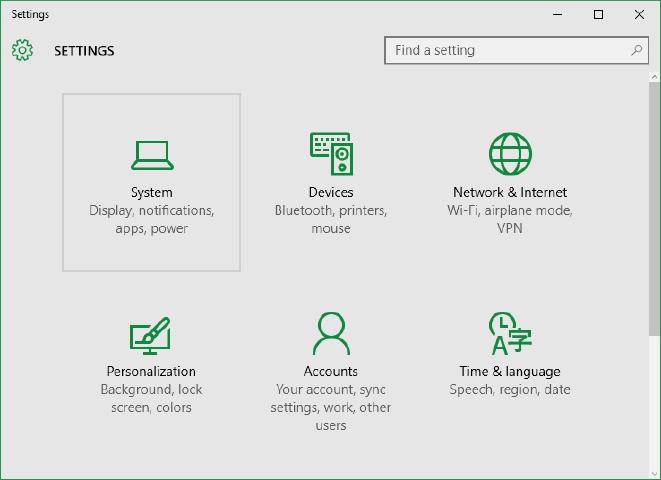 Settings
SETTINGS
Find a setting
System
Display, notifications,
apps, power
Devices
Bluetooth, printers,
mouse
Network & Internet
Wi-Fi, airplane mode,
VPN
Personalization
Background, lock
screen, colors
Accounts
Your account, sync
settings, work, other
users
A字
Time & language
Speech, region, date